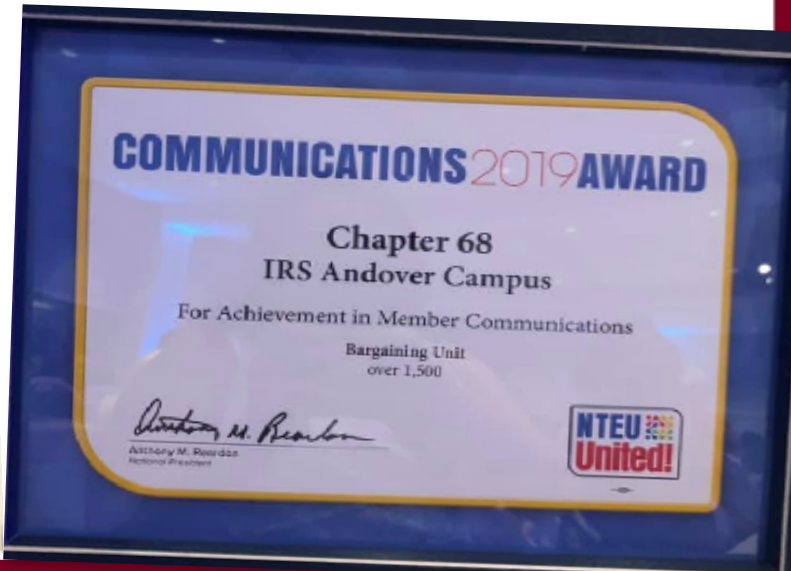 COMMUNICATIONS2019AWARD
Chapter 68
IRS Andover Campus
For Achievement in Member Communications
Bargaining Unit
over 1,500
Anthony M. Reardon
Anthony M. Reardon
National President
NTEU
United!